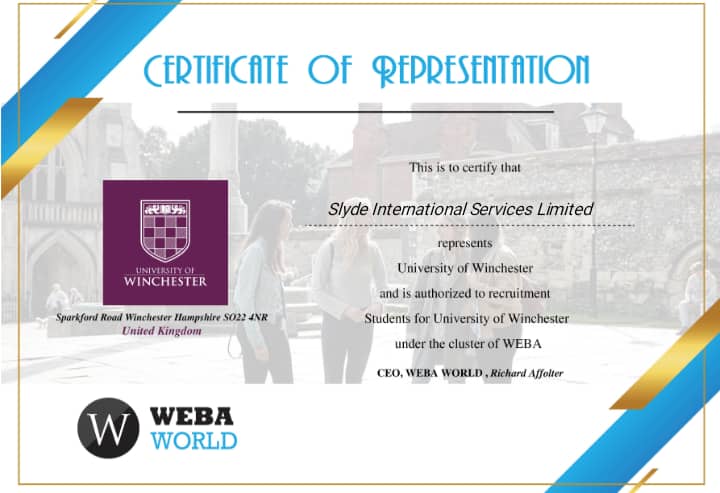 CERTIFICATE OF REPRESENTATION
This is to certify that
Slyde International Services Limited
represents
University of Winchester
and is authorized to recruitment
Students for University of Winchester
under the cluster of WEBA
CEO, WEBA WORLD , Richard Affolter
UNIVERSITY OF
WINCHESTER
Sparkford Road Winchester Hampshire SO22 4NR
United Kingdom
W
WEBA
WORLD